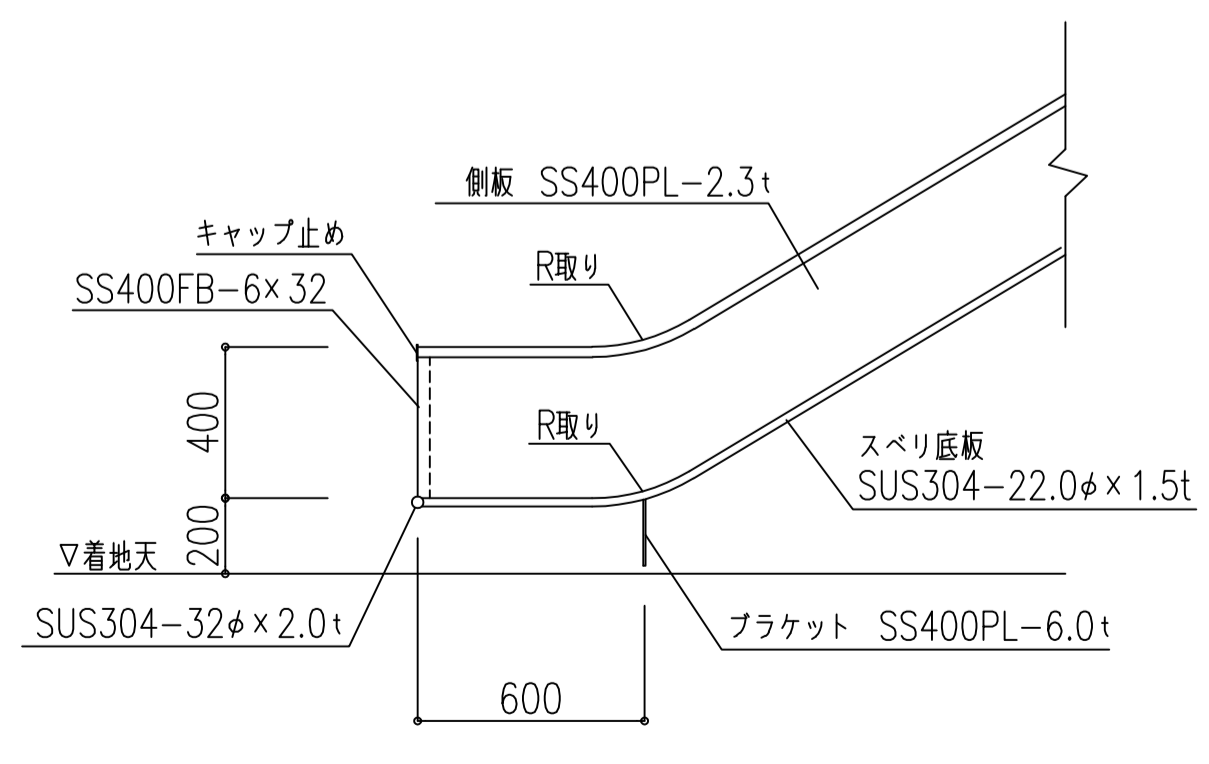 側板 SS400PL-2.3t
キャップ止め
R取り
SS400FB-6×32
400
R取り
スベリ底板
SUS304-22.0φ×1.5t
200
▽着地天
SUS304-32φ×2.0t
ブラケット SS400PL-6.0t
600